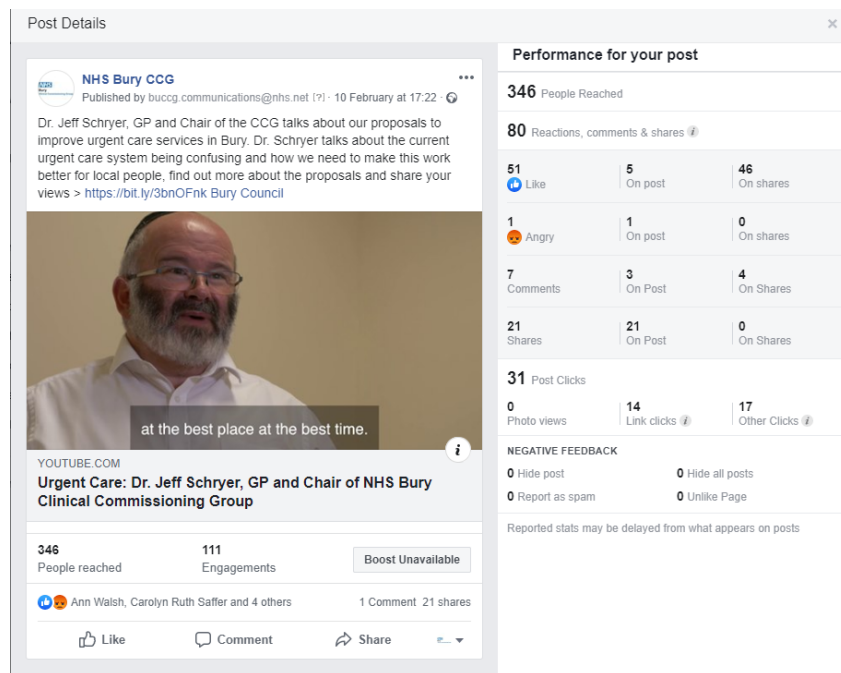 Post Details
×
NHS Bury CCG
Published by buccg.communications@nhs.net [?] · 10 February at 17:22 ·
Dr. Jeff Schryer, GP and Chair of the CCG talks about our proposals to
improve urgent care services in Bury. Dr. Schryer talks about the current
urgent care system being confusing and how we need to make this work
better for local people, find out more about the proposals and share your
views > https://bit.ly/3bnOFnk Bury Council
at the best place at the best time.
i
YOUTUBE.COM
Urgent Care: Dr. Jeff Schryer, GP and Chair of NHS Bury
Clinical Commissioning Group
346
People reached
111
Engagements
Boost Unavailable
Ann Walsh, Carolyn Ruth Saffer and 4 others
1 Comment 21 shares
Like
Comment
Share
Performance for your post
346 People Reached
80 Reactions, comments & shares i
51
Like
5
On post
46
On shares
1
Angry
1
On post
0
On shares
7
Comments
3
On Post
4
On Shares
21
Shares
21
On Post
0
On Shares
31 Post Clicks
0
Photo views
14
Link clicks i
17
Other Clicks i
NEGATIVE FEEDBACK
0 Hide post
0 Hide all posts
0 Report as spam
0 Unlike Page
Reported stats may be delayed from what appears on posts